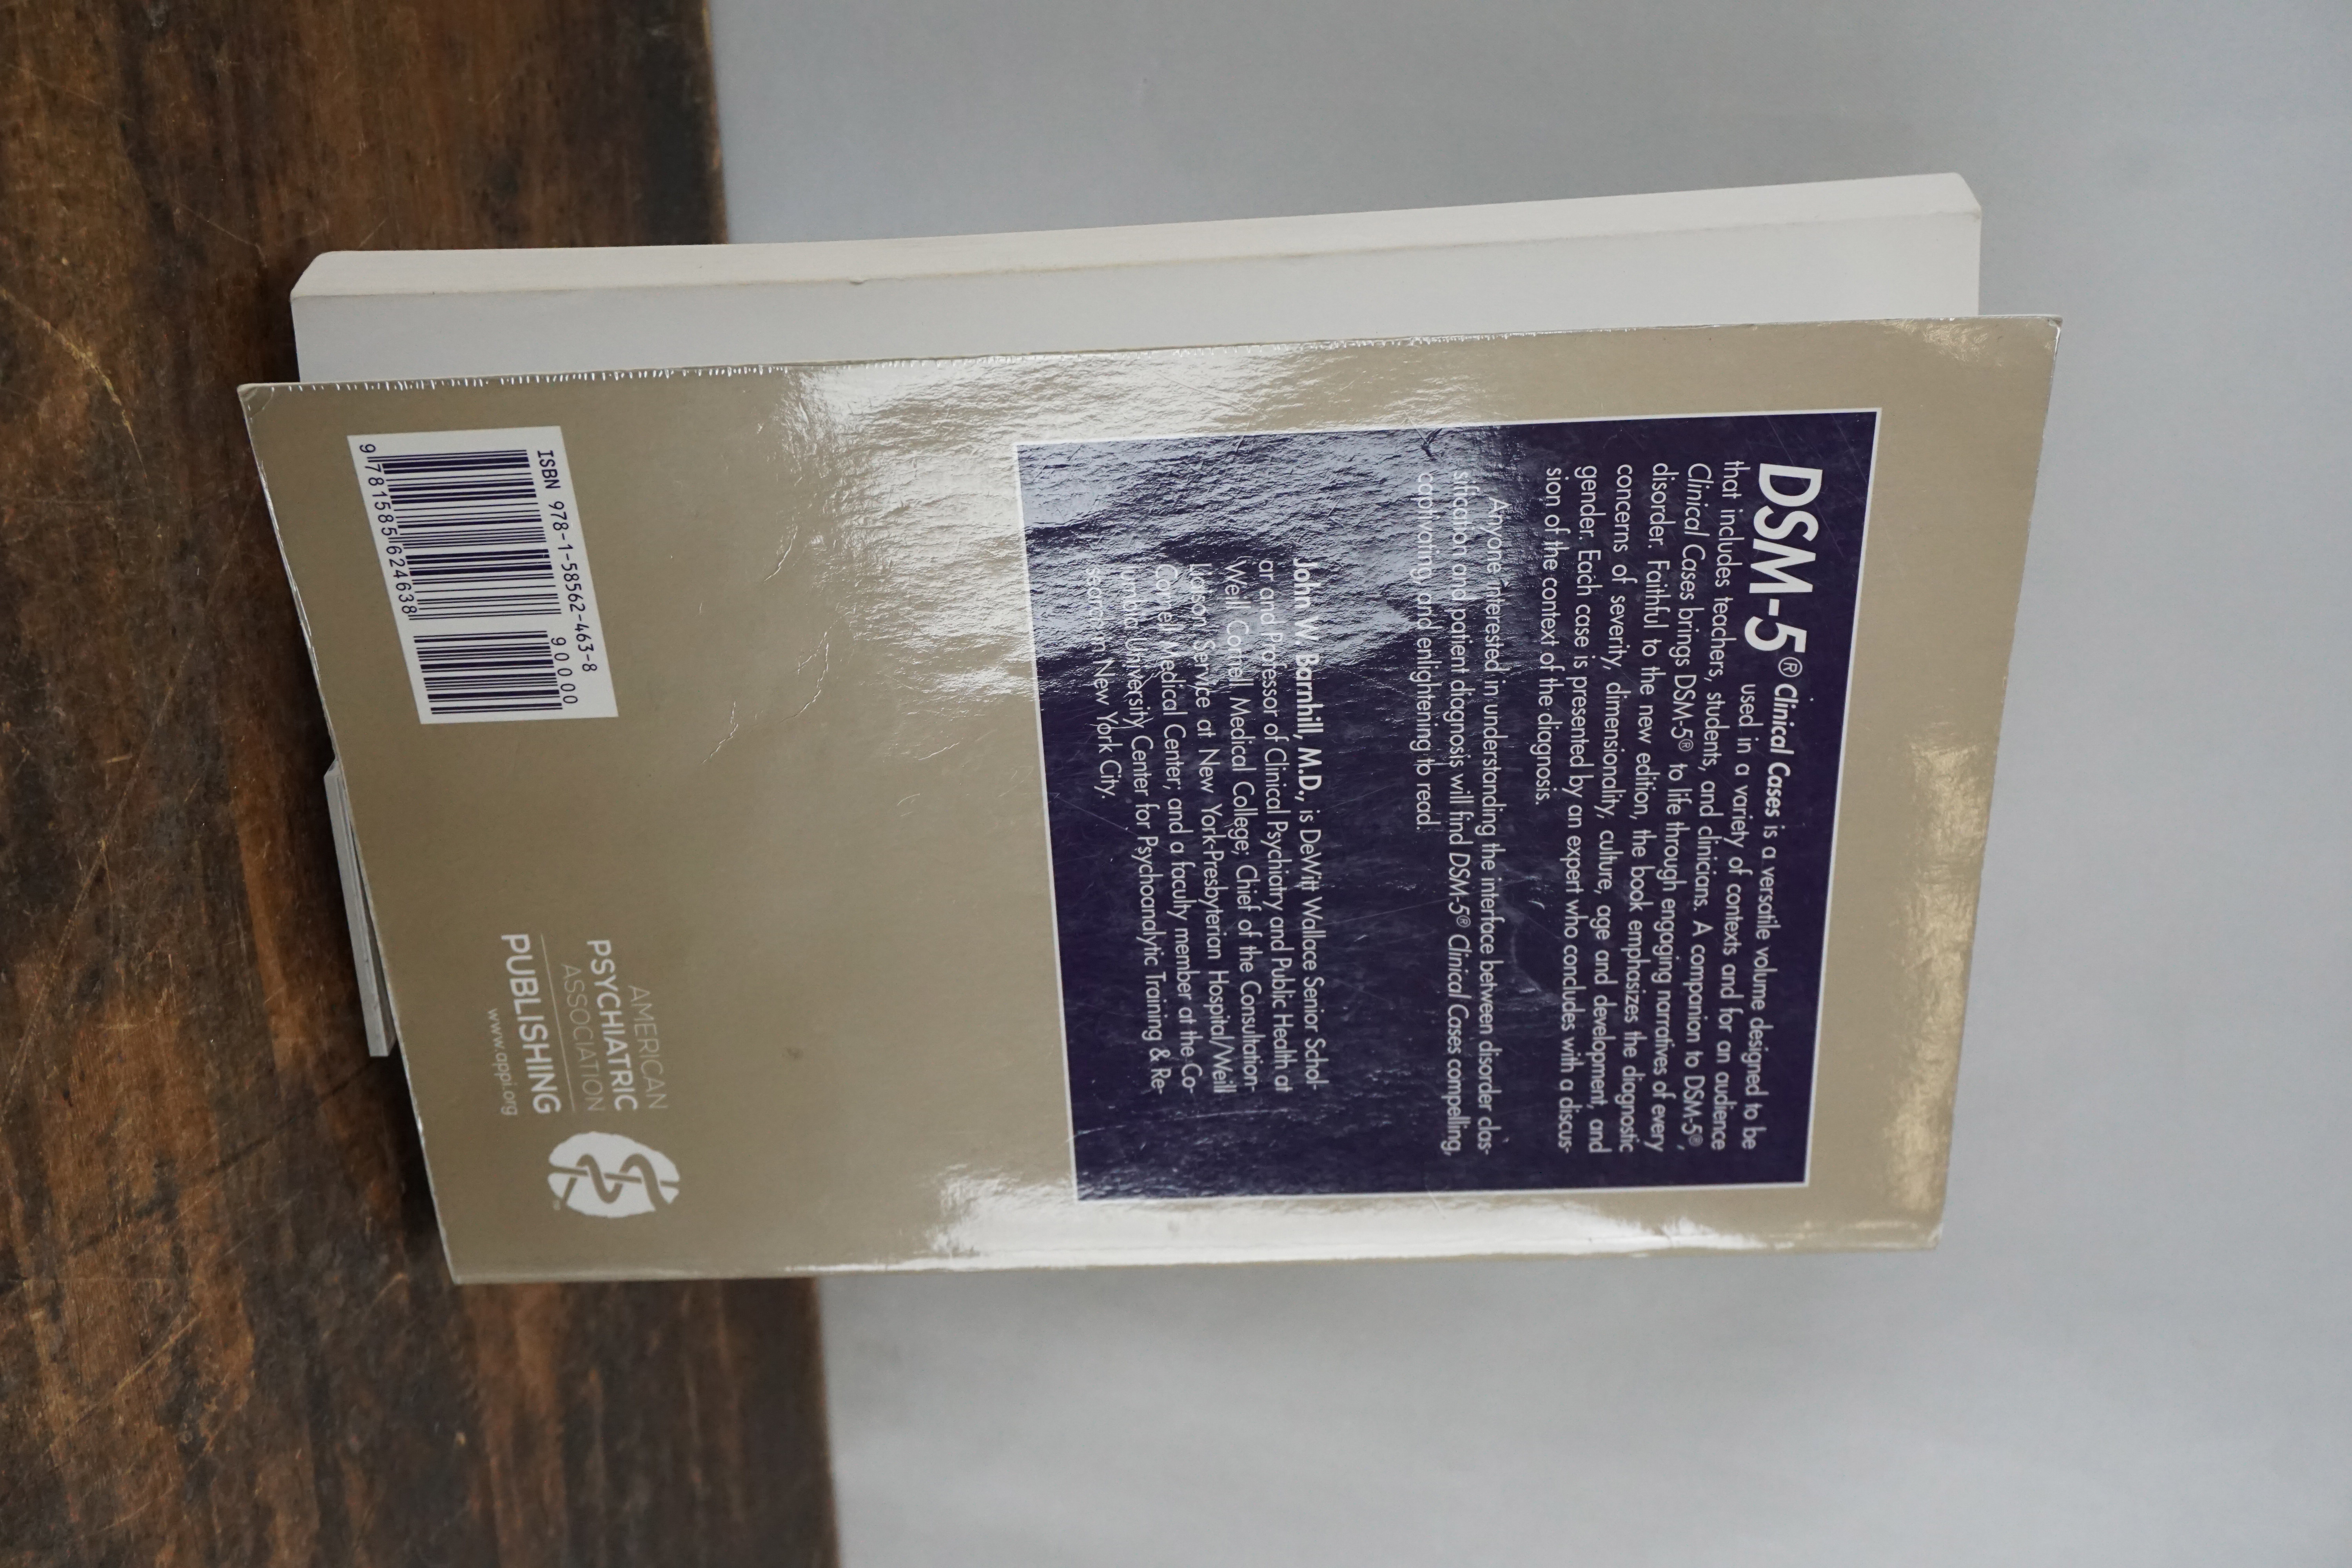 DSM-5® Clinical Cases is a versatile volume designed to be
used in a variety of contexts and for an audience
that includes teachers, students, and clinicians. A companion to DSM-5®,
Clinical Cases brings DSM-5® to life through engaging narratives of every
disorder. Faithful to the new edition, the book emphasizes the diagnostic
concerns of severity, dimensionality, culture, age and development, and
gender. Each case is presented by an expert who concludes with a discus-
sion of the context of the diagnosis.
Anyone interested in understanding the interface between disorder clas-
sification and patient diagnosis will find DSM-5® Clinical Cases compelling,
captivating, and enlightening to read.
John W. Barnhill, M.D., is DeWitt Wallace Senior Schol-
ar and Professor of Clinical Psychiatry and Public Health at
Weill Cornell Medical College; Chief of the Consultation-
Liaison Service at New York-Presbyterian Hospital/Weill
Cornell Medical Center; and a faculty member at the Co-
lumbia University Center for Psychoanalytic Training & Re-
search in New York City.
ISBN 978-1-58562-463-8
90000
9 781585 624638
AMERICAN
PSYCHIATRIC
ASSOCIATION
PUBLISHING
www.appi.org